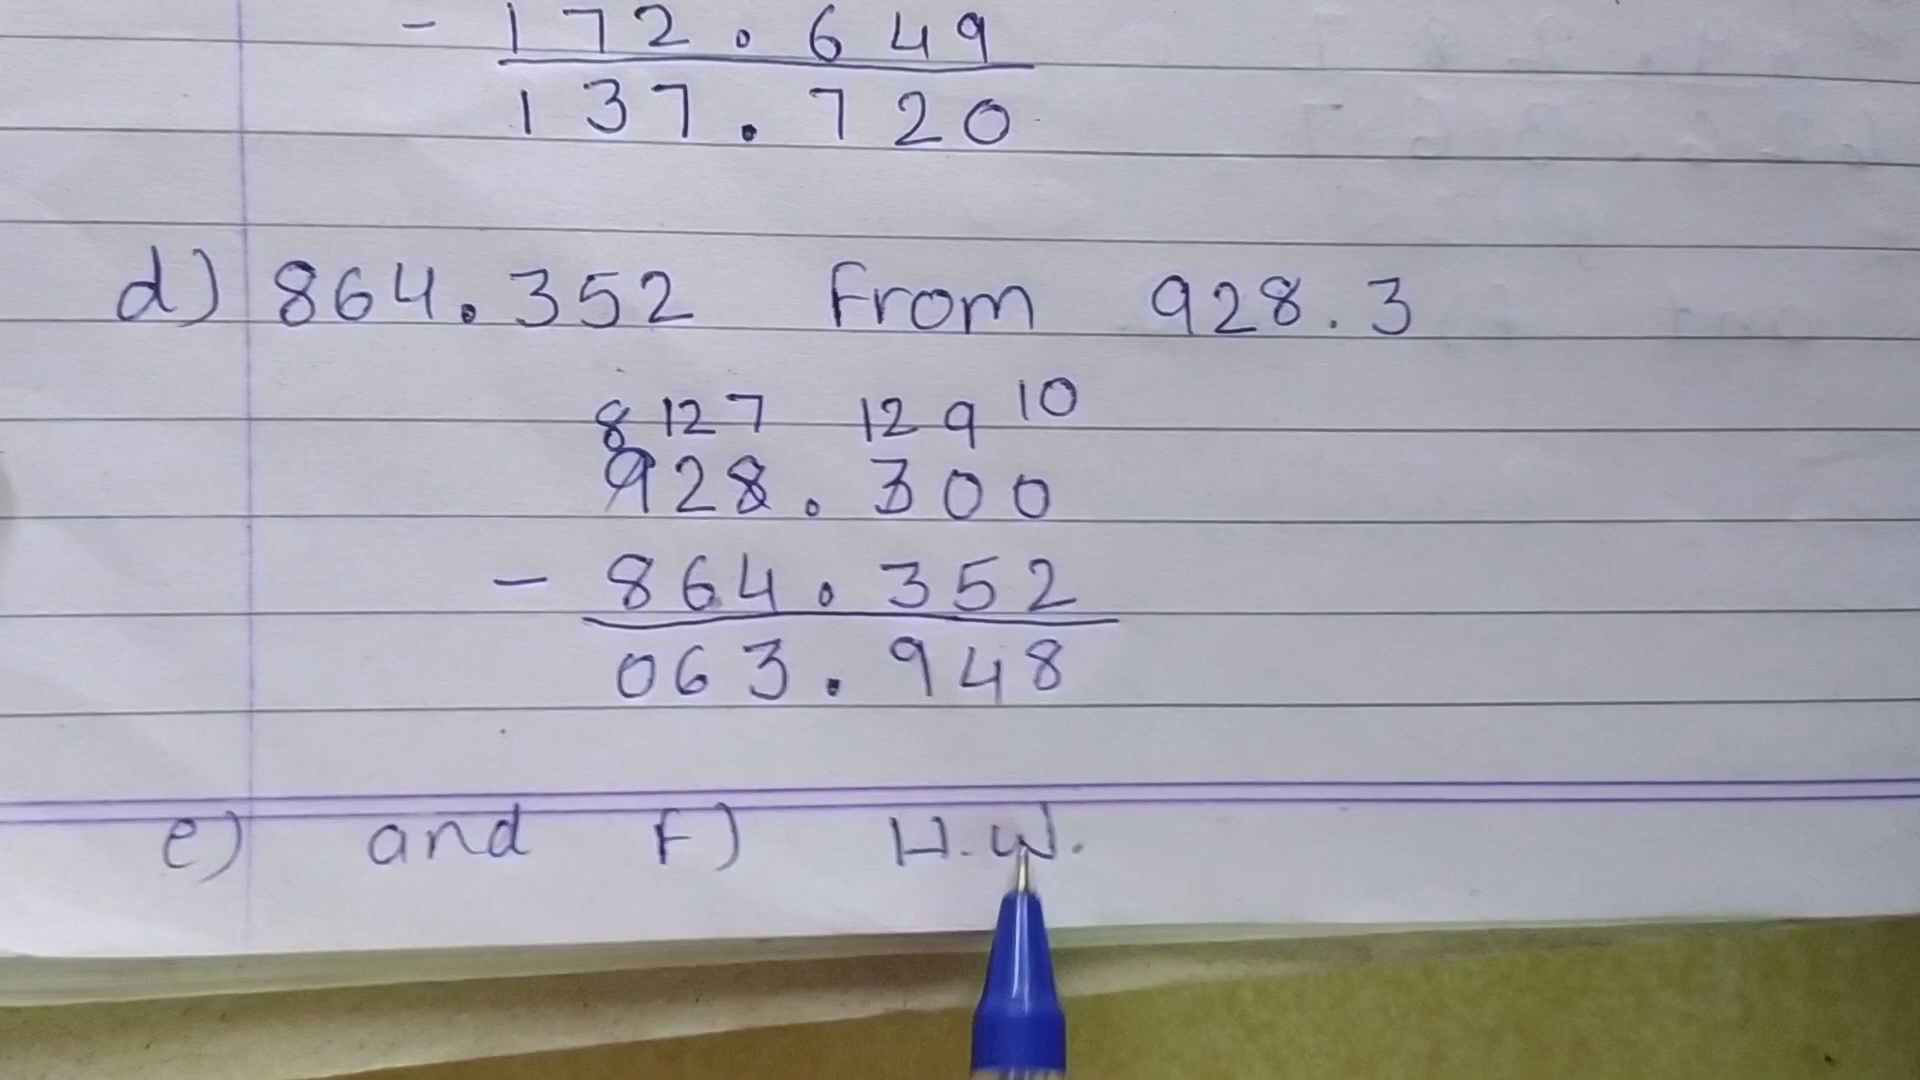 - 172.649
137.720
d) 864.352 From 928.3
8 12 7 12 9 10
928.300
- 864.352
063.948
e) and F) H.W.